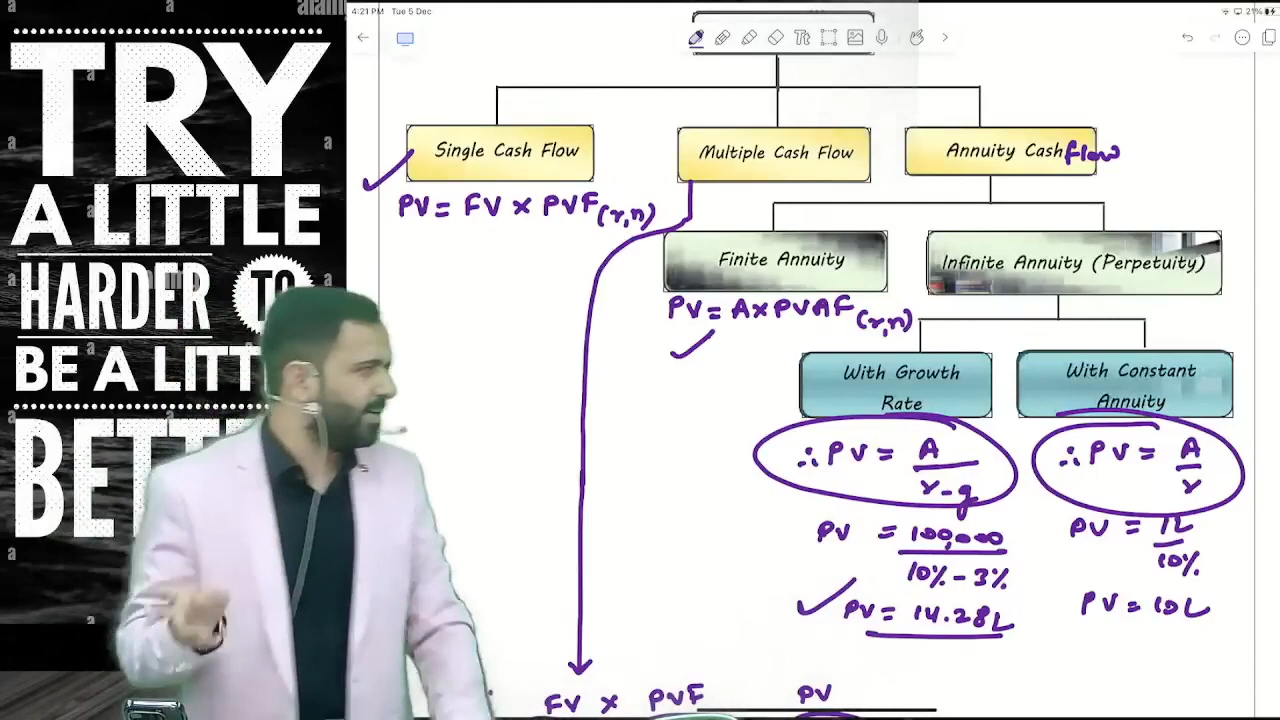 4:21 PM Tue 5 Dec
21%
TRY
A LITTLE
HARDER TO
BE A LITT
BET
Single Cash Flow
Multiple Cash Flow
Annuity Cash flow
PV = FV × PVF(r,n)
Finite Annuity
Infinite Annuity (Perpetuity)
PV = A×PVAF(r,n)
With Growth
Rate
With Constant
Annuity
∴ PV = A
r-g
∴ PV = A
r
PV = 100,000
10% - 3%
PV = 14.28L
PV = 1L
10%
PV = 10L
FV × PVF
PV